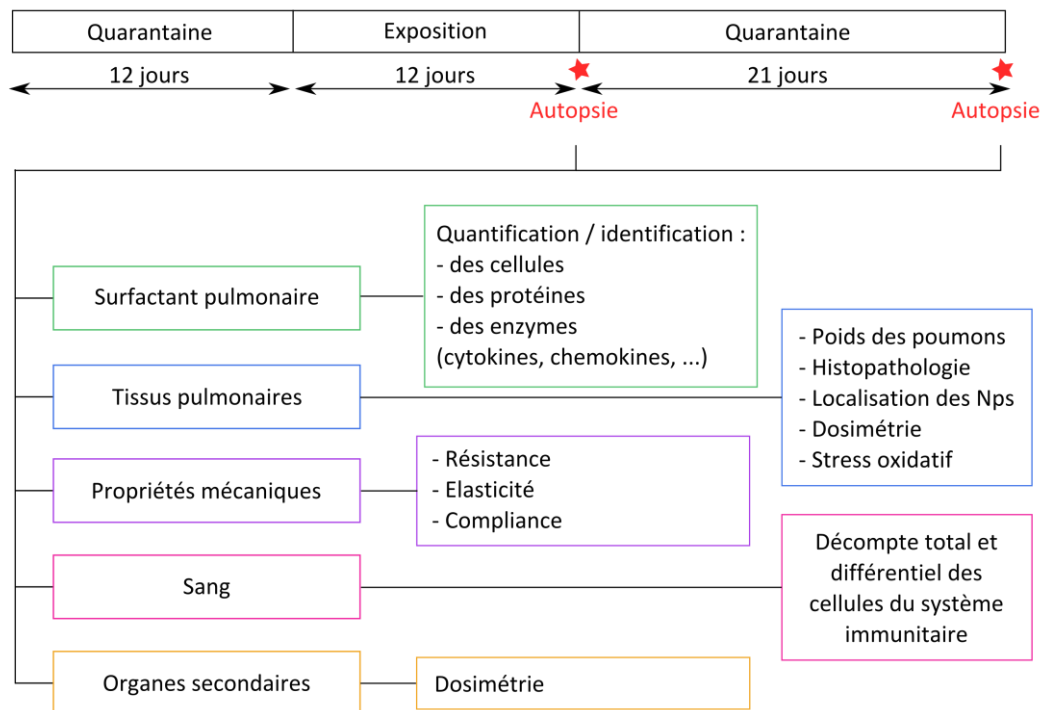 Quarantaine
Exposition
Quarantaine
12 jours
12 jours
21 jours
Autopsie
Autopsie
Surfactant pulmonaire
Quantification / identification :
- des cellules
- des protéines
- des enzymes
(cytokines, chemokines, ...)
Tissus pulmonaires
- Poids des poumons
- Histopathologie
- Localisation des Nps
- Dosimétrie
- Stress oxidatif
Propriétés mécaniques
- Résistance
- Elasticité
- Compliance
Sang
Décompte total et
différentiel des
cellules du système
immunitaire
Organes secondaires
Dosimétrie